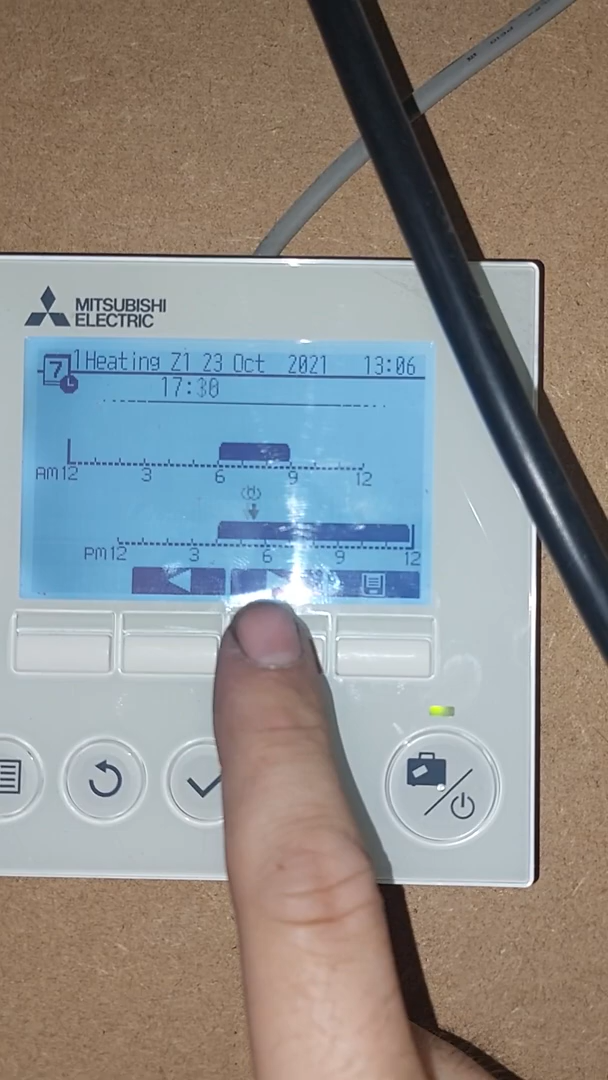 MITSUBISHI
ELECTRIC
7 1 Heating Z1 23 Oct 2021 13:06
17:30
AM12 3 6 9 12
PM12 3 6 9 12